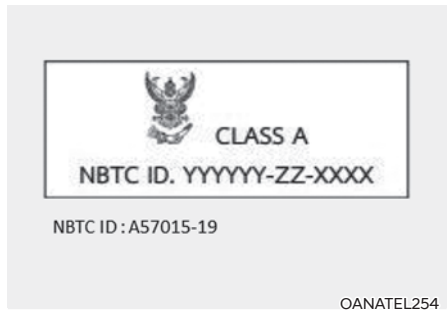 CLASS A
NBTC ID. YYYYYY-ZZ-XXXX
NBTC ID : A57015-19
OANATEL254